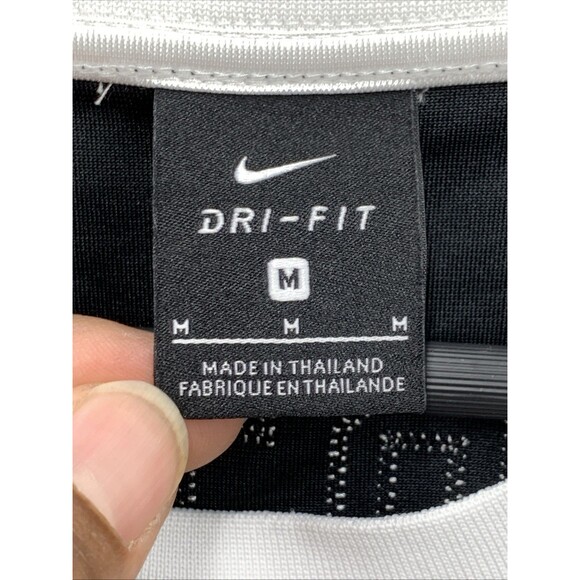 DRI-FIT
M
M M M
MADE IN THAILAND
FABRIQUE EN THAILANDE